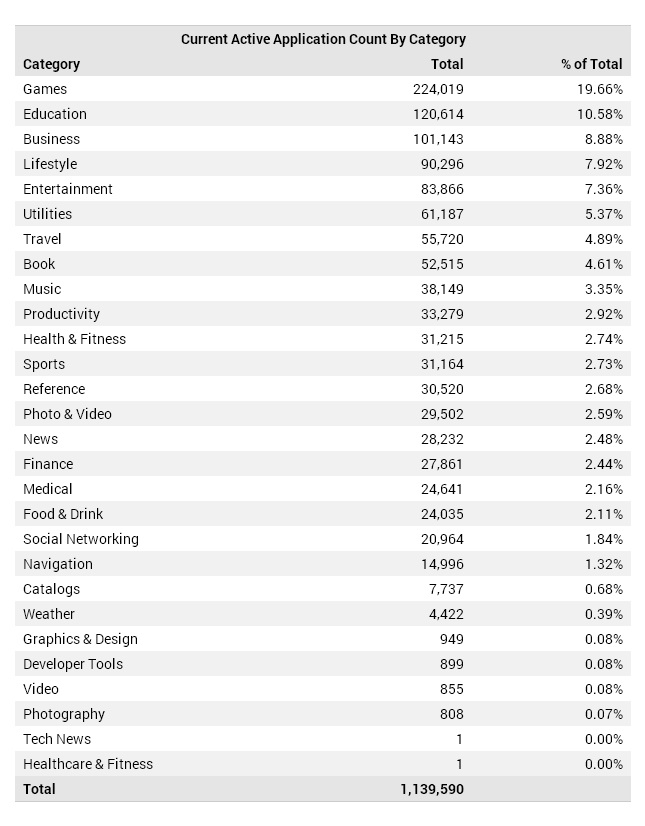 Current Active Application Count By Category
Category Total % of Total
Games 224,019 19.66%
Education 120,614 10.58%
Business 101,143 8.88%
Lifestyle 90,296 7.92%
Entertainment 83,866 7.36%
Utilities 61,187 5.37%
Travel 55,720 4.89%
Book 52,515 4.61%
Music 38,149 3.35%
Productivity 33,279 2.92%
Health & Fitness 31,215 2.74%
Sports 31,164 2.73%
Reference 30,520 2.68%
Photo & Video 29,502 2.59%
News 28,232 2.48%
Finance 27,861 2.44%
Medical 24,641 2.16%
Food & Drink 24,035 2.11%
Social Networking 20,964 1.84%
Navigation 14,996 1.32%
Catalogs 7,737 0.68%
Weather 4,422 0.39%
Graphics & Design 949 0.08%
Developer Tools 899 0.08%
Video 855 0.08%
Photography 808 0.07%
Tech News 1 0.00%
Healthcare & Fitness 1 0.00%
Total 1,139,590